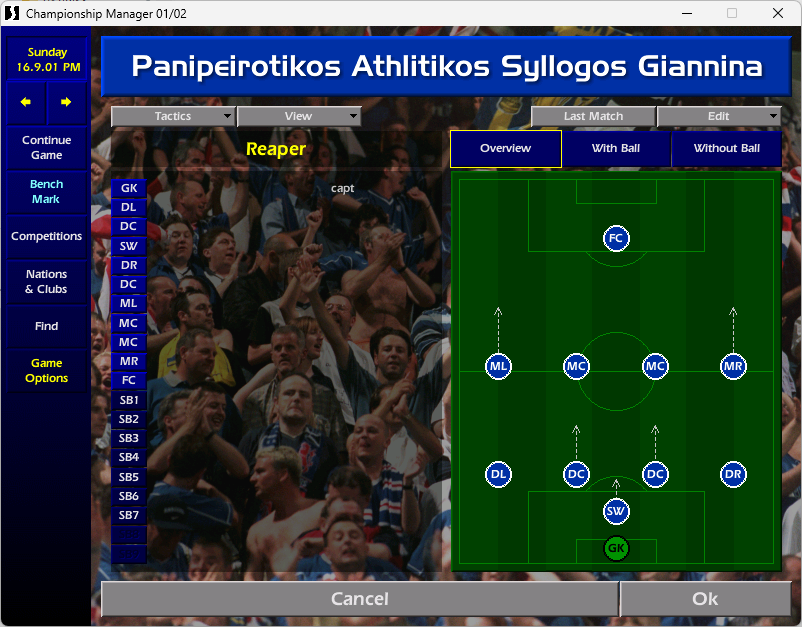 Championship Manager 01/02
Sunday
16.9.01 PM
Continue
Game
Bench
Mark
Competitions
Nations
& Clubs
Find
Game
Options
Panipeirotikos Athlitikos Syllogos Giannina
Tactics
View
Last Match
Edit
Reaper
Overview
With Ball
Without Ball
GK
capt
DL
DC
SW
DR
DC
ML
MC
MC
MR
FC
SB1
SB2
SB3
SB4
SB5
SB6
SB7
FC
ML
MC
MC
MR
DL
DC
DC
DR
SW
GK
Cancel
Ok